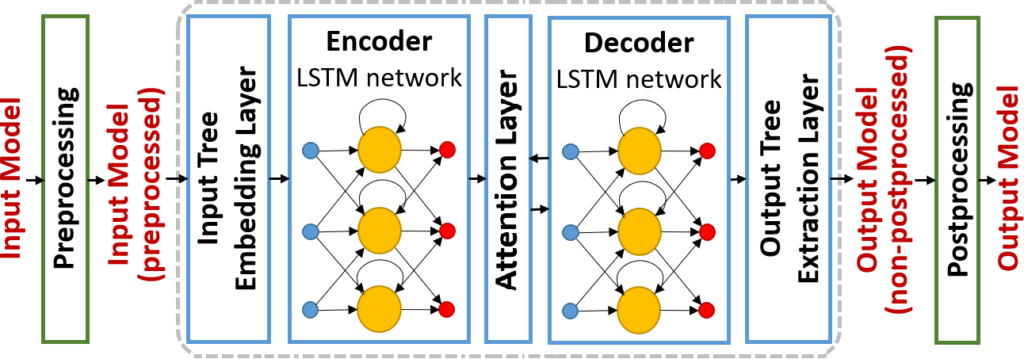 Input Model
Preprocessing
Input Model
(preprocessed)
Input Tree
Embedding Layer
Encoder
LSTM network
Attention Layer
Decoder
LSTM network
Output Tree
Extraction Layer
Output Model
(non-postprocessed)
Postprocessing
Output Model